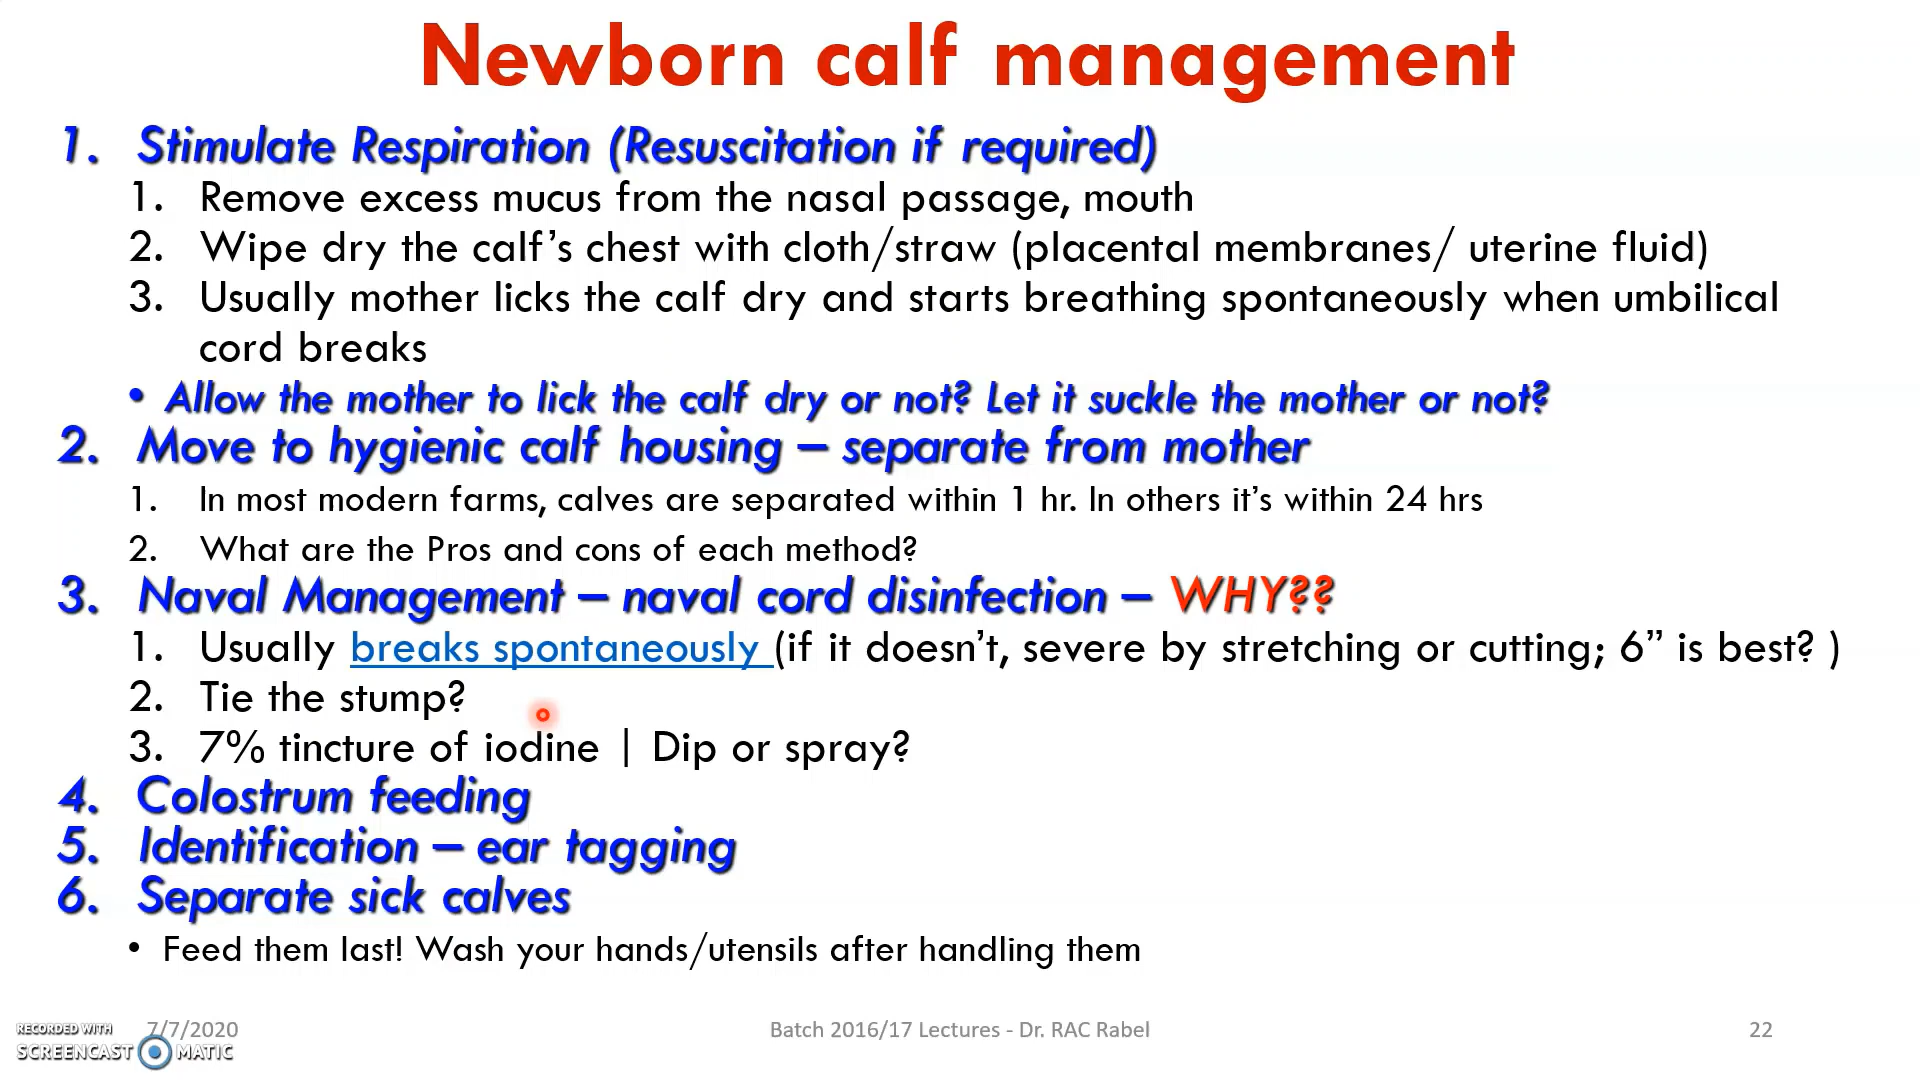 Newborn calf management
1. Stimulate Respiration (Resuscitation if required)
1. Remove excess mucus from the nasal passage, mouth
2. Wipe dry the calf’s chest with cloth/straw (placental membranes/ uterine fluid)
3. Usually mother licks the calf dry and starts breathing spontaneously when umbilical
cord breaks
• Allow the mother to lick the calf dry or not? Let it suckle the mother or not?
2. Move to hygienic calf housing – separate from mother
1. In most modern farms, calves are separated within 1 hr. In others it’s within 24 hrs
2. What are the Pros and cons of each method?
3. Naval Management – naval cord disinfection – WHY??
1. Usually breaks spontaneously (if it doesn’t, severe by stretching or cutting; 6” is best? )
2. Tie the stump?
3. 7% tincture of iodine | Dip or spray?
4. Colostrum feeding
5. Identification – ear tagging
6. Separate sick calves
• Feed them last! Wash your hands/utensils after handling them
7/7/2020
Batch 2016/17 Lectures - Dr. RAC Rabel
22
RECORDED WITH
SCREENCAST MATIC